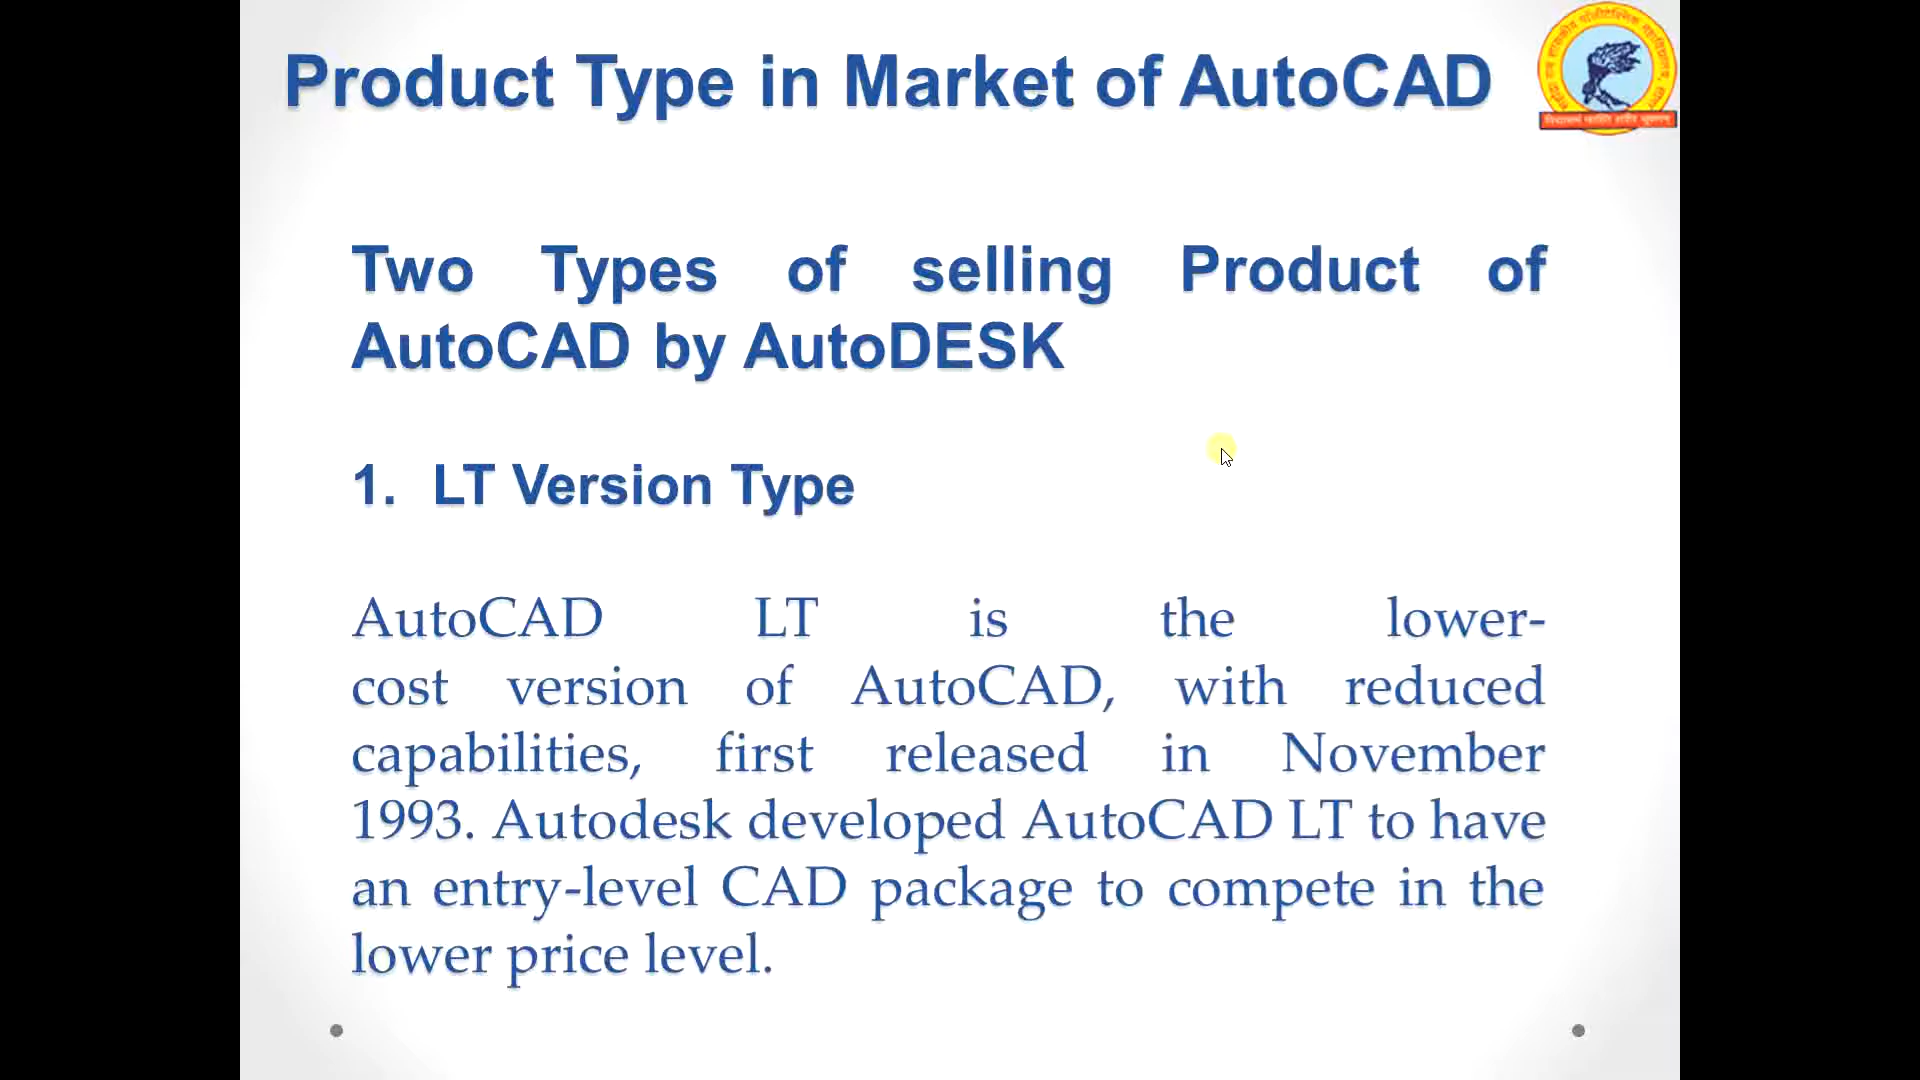 Product Type in Market of AutoCAD
Two Types of selling Product of
AutoCAD by AutoDESK
1. LT Version Type
AutoCAD LT is the lower-
cost version of AutoCAD, with reduced
capabilities, first released in November
1993. Autodesk developed AutoCAD LT to have
an entry-level CAD package to compete in the
lower price level.